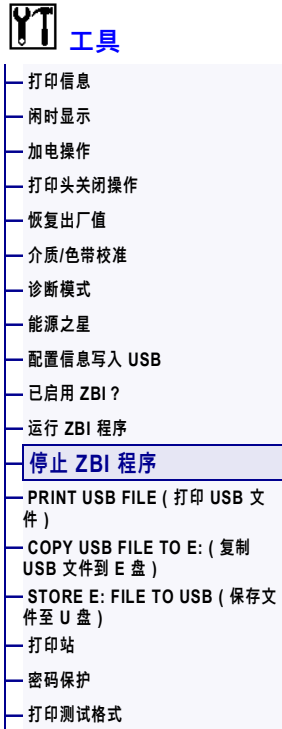 工具
打印信息
闲时显示
加电操作
打印头关闭操作
恢复出厂值
介质/色带校准
诊断模式
能源之星
配置信息写入 USB
已启用 ZBI ?
运行 ZBI 程序
停止 ZBI 程序
PRINT USB FILE ( 打印 USB 文
件 )
COPY USB FILE TO E: ( 复制
USB 文件到 E 盘 )
STORE E: FILE TO USB ( 保存文
件至 U 盘 )
打印站
密码保护
打印测试格式